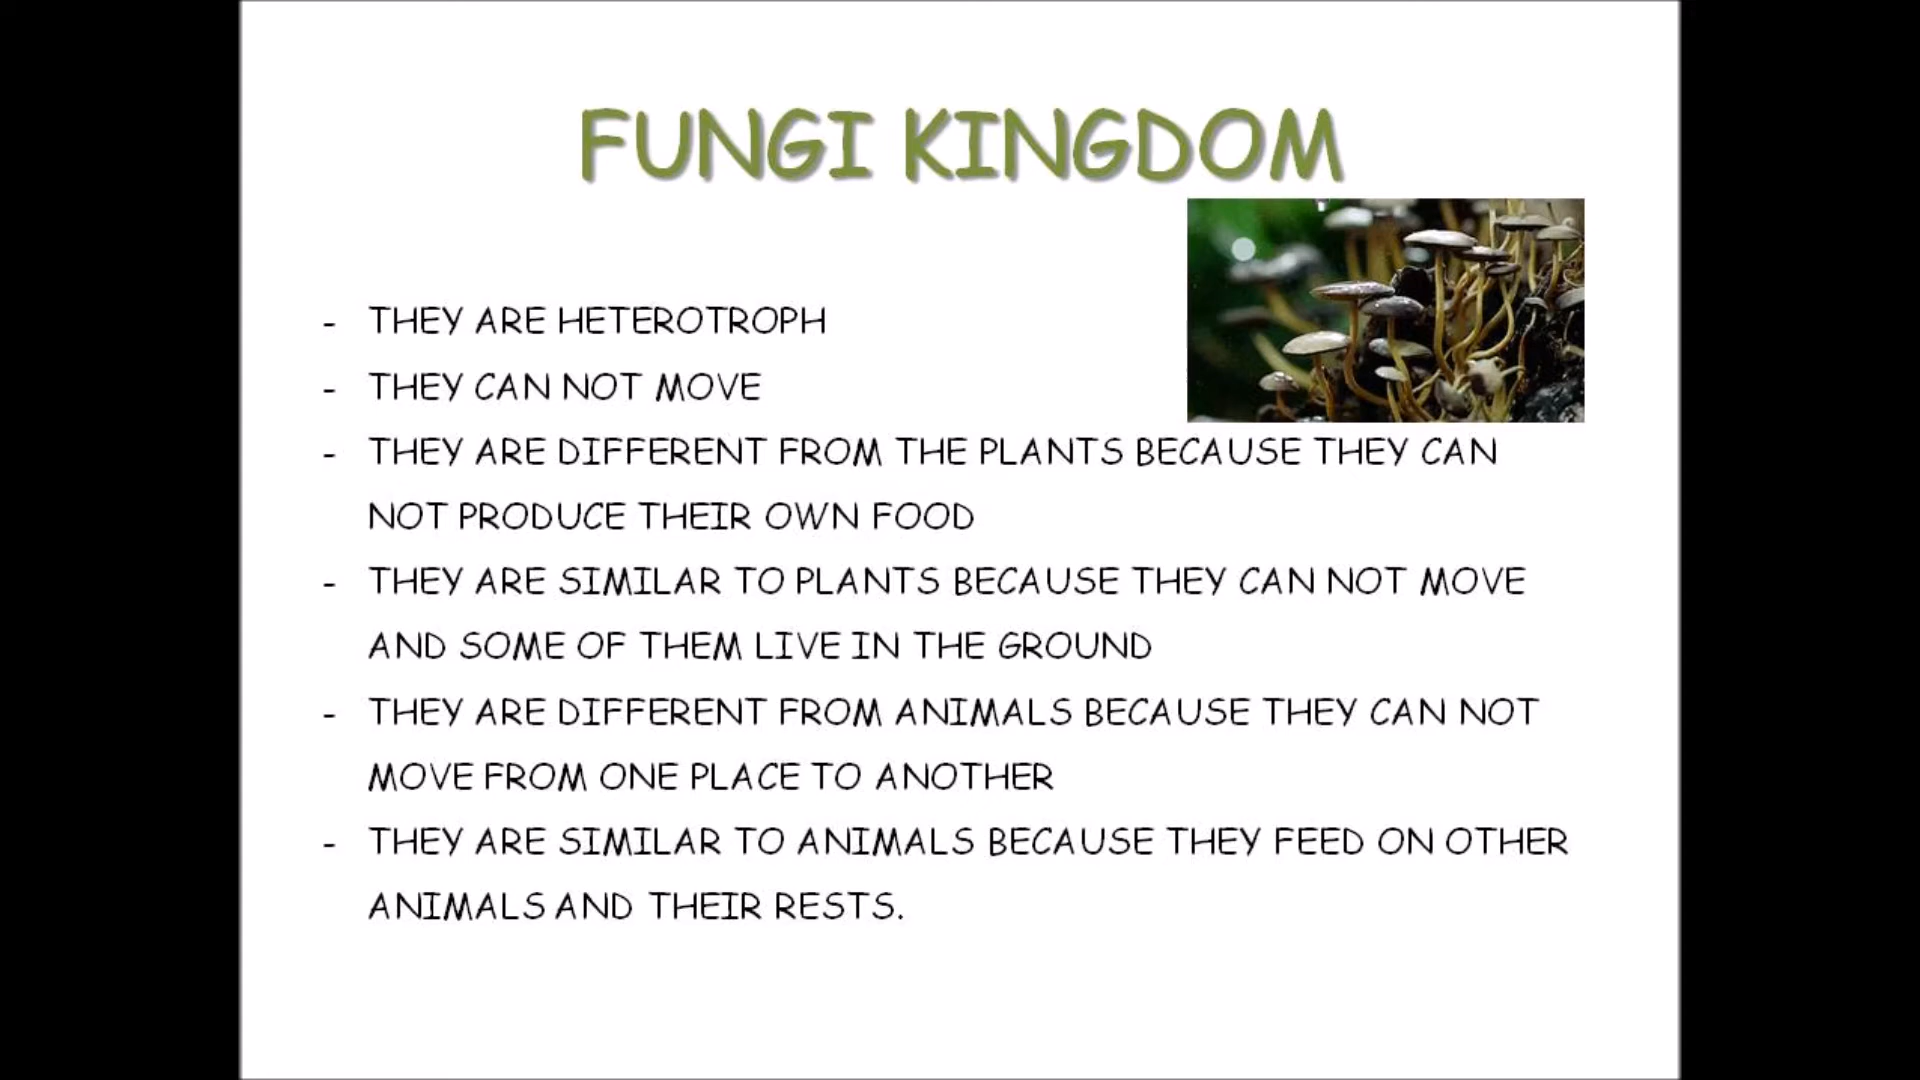 FUNGI KINGDOM
- THEY ARE HETEROTROPH
- THEY CAN NOT MOVE
- THEY ARE DIFFERENT FROM THE PLANTS BECAUSE THEY CAN
NOT PRODUCE THEIR OWN FOOD
- THEY ARE SIMILAR TO PLANTS BECAUSE THEY CAN NOT MOVE
AND SOME OF THEM LIVE IN THE GROUND
- THEY ARE DIFFERENT FROM ANIMALS BECAUSE THEY CAN NOT
MOVE FROM ONE PLACE TO ANOTHER
- THEY ARE SIMILAR TO ANIMALS BECAUSE THEY FEED ON OTHER
ANIMALS AND THEIR RESTS.